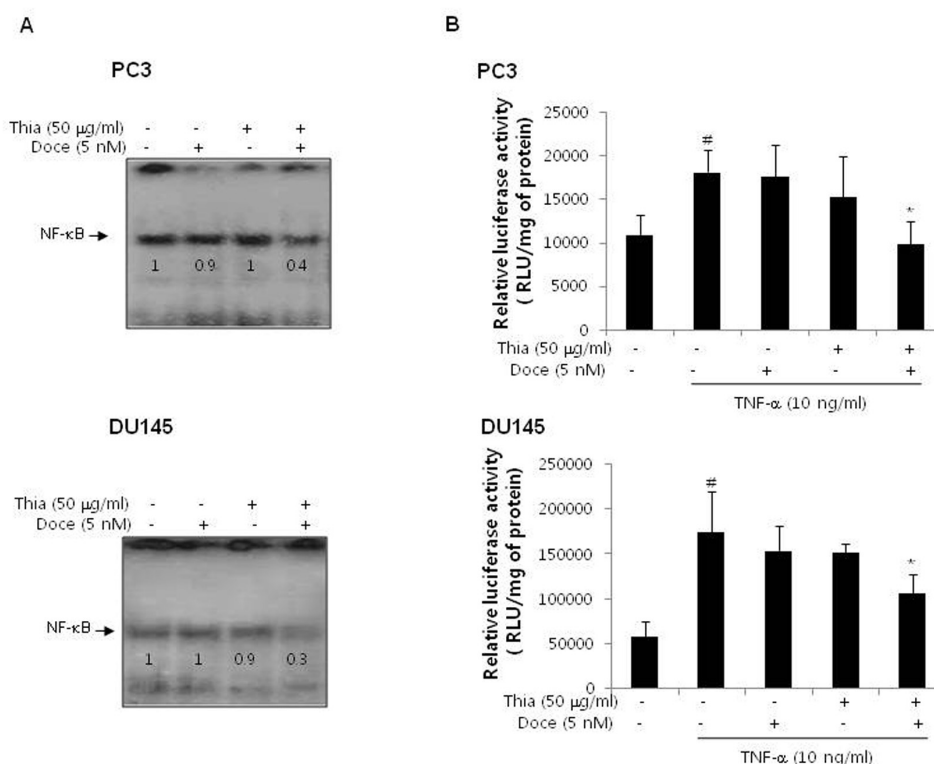 A
PC3
Thia (50 μg/ml) - - + +
Doce (5 nM) - + - +
NF-κB
1 0.9 1 0.4
DU145
Thia (50 μg/ml) - - + +
Doce (5 nM) - + - +
NF-κB
1 1 0.9 0.3
B
PC3
Relative luciferase activity
( RLU/mg of protein)
25000
20000
15000
10000
5000
0
#
*
Thia (50 μg/ml) - - - + +
Doce (5 nM) - - + - +
TNF-α (10 ng/ml)
DU145
Relative luciferase activity
( RLU/mg of protein)
250000
200000
150000
100000
50000
0
#
*
Thia (50 μg/ml) - - - + +
Doce (5 nM) - - + - +
TNF-α (10 ng/ml)